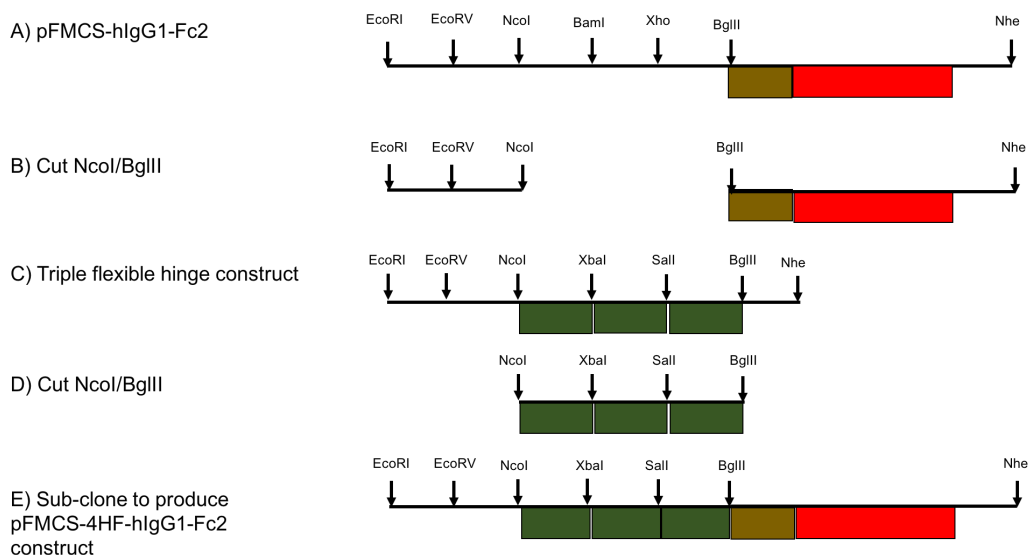 EcoRI EcoRV NcoI BamI Xho BglII Nhe
A) pFMCS-hIgG1-Fc2
EcoRI EcoRV NcoI BglII Nhe
B) Cut NcoI/BglII
EcoRI EcoRV NcoI XbaI SalI BglII Nhe
C) Triple flexible hinge construct
NcoI XbaI SalI BglII
D) Cut NcoI/BglII
EcoRI EcoRV NcoI XbaI SalI BglII Nhe
E) Sub-clone to produce
pFMCS-4HF-hIgG1-Fc2
construct